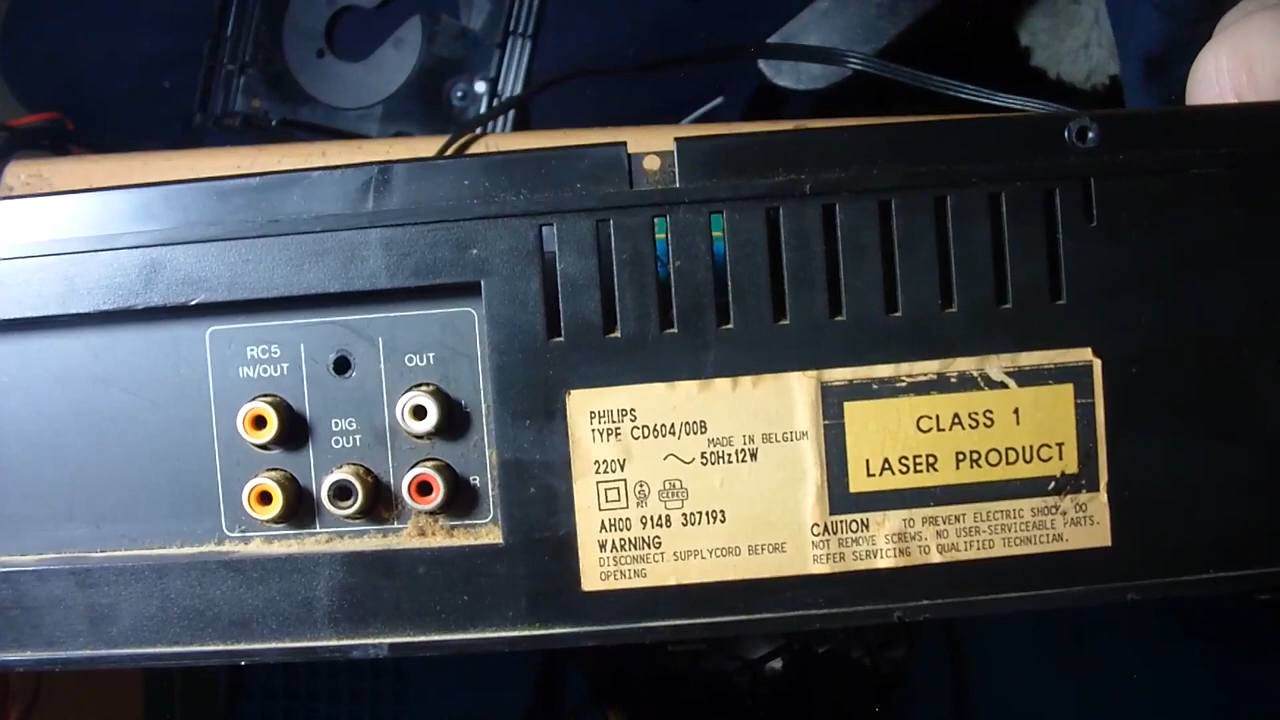 RC5
IN/OUT
DIG.
OUT
OUT
L
R
PHILIPS
TYPE CD604/00B
MADE IN BELGIUM
220V ~ 50Hz12W
CEBEC
AH00 9148 307193
WARNING
DISCONNECT SUPPLYCORD BEFORE
OPENING
CLASS 1
LASER PRODUCT
CAUTION TO PREVENT ELECTRIC SHOCK, DO
NOT REMOVE SCREWS. NO USER-SERVICEABLE PARTS.
REFER SERVICING TO QUALIFIED TECHNICIAN.